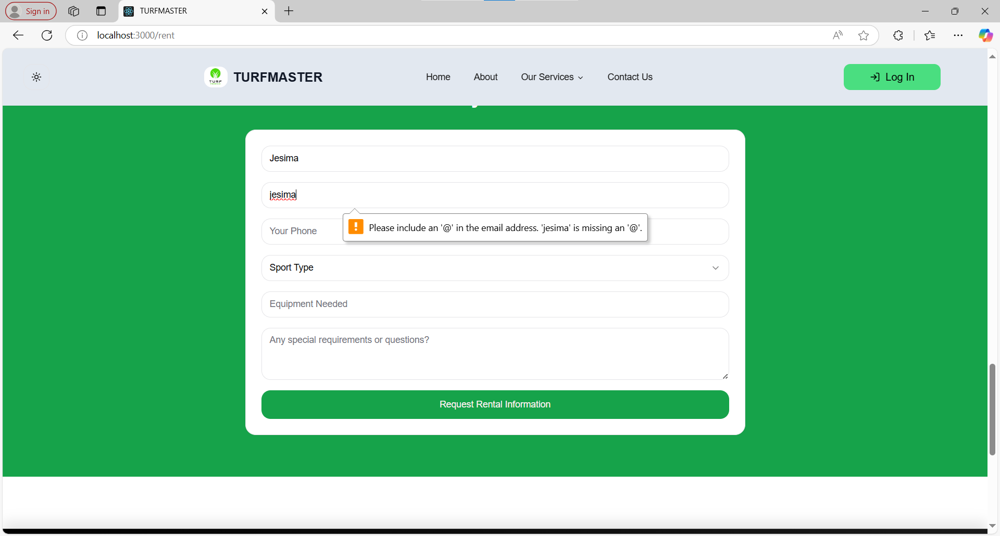 Sign in
TURFMASTER
localhost:3000/rent
TURF
TURFMASTER
Home
About
Our Services
Contact Us
Log In
Jesima
jesima
Please include an '@' in the email address. 'jesima' is missing an '@'.
Your Phone
Sport Type
Equipment Needed
Any special requirements or questions?
Request Rental Information